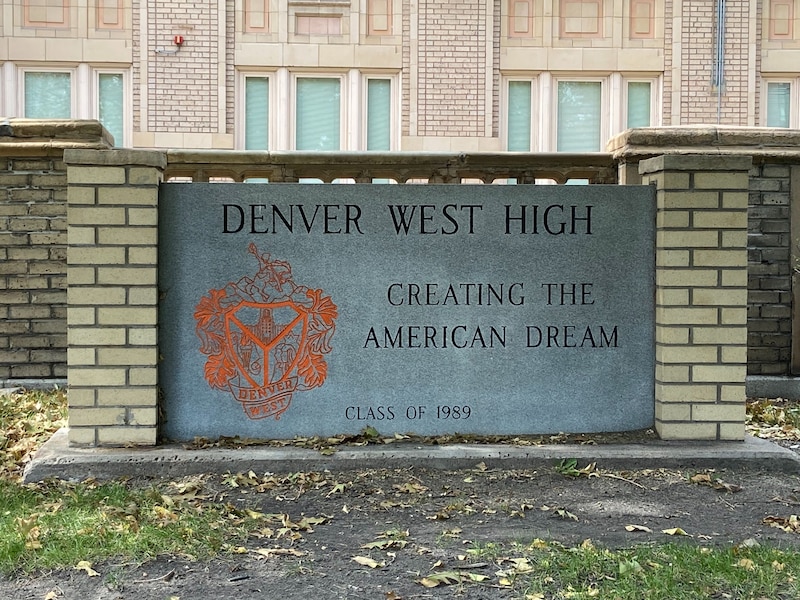 DENVER WEST HIGH
CREATING THE
AMERICAN DREAM
DENVER
WEST
CLASS OF 1989